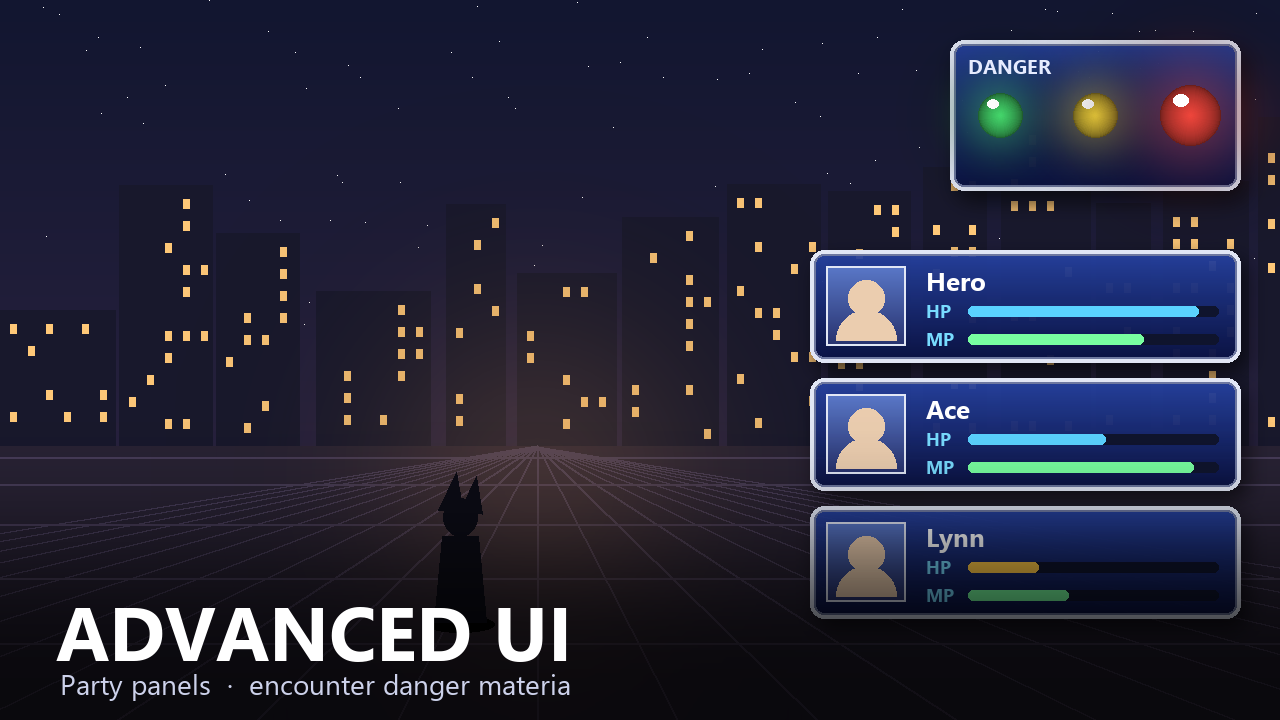 DANGER
Hero
HP
MP
Ace
HP
MP
Lynn
HP
MP
ADVANCED UI
Party panels · encounter danger materia